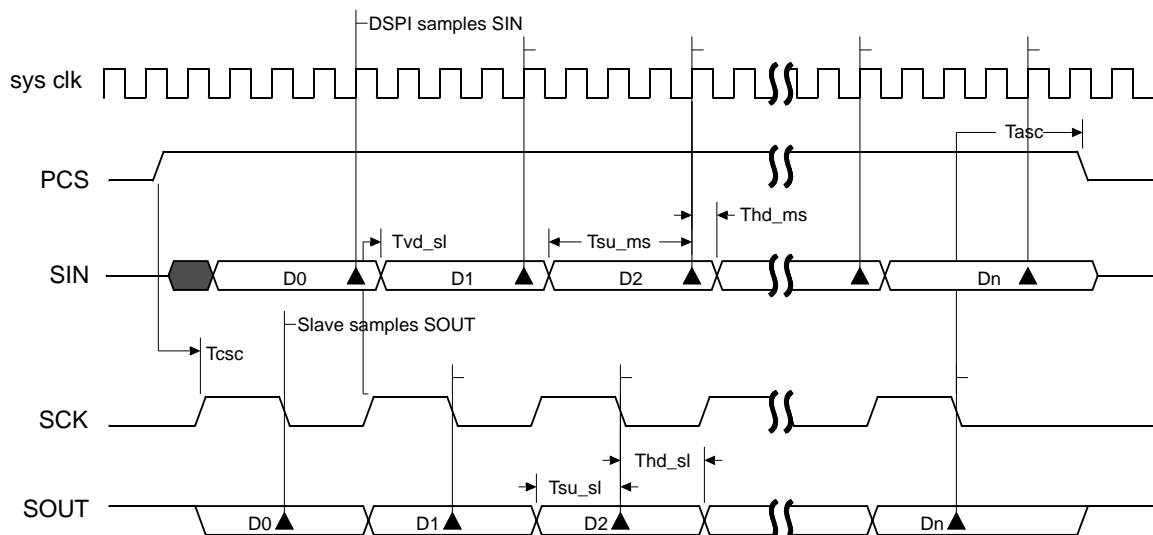 DSPI samples SIN
sys clk
Tasc
PCS
Thd_ms
Tvd_sl
Tsu_ms
SIN
D0
D1
D2
Dn
Slave samples SOUT
Tcsc
SCK
Thd_sl
Tsu_sl
SOUT
D0
D1
D2
Dn